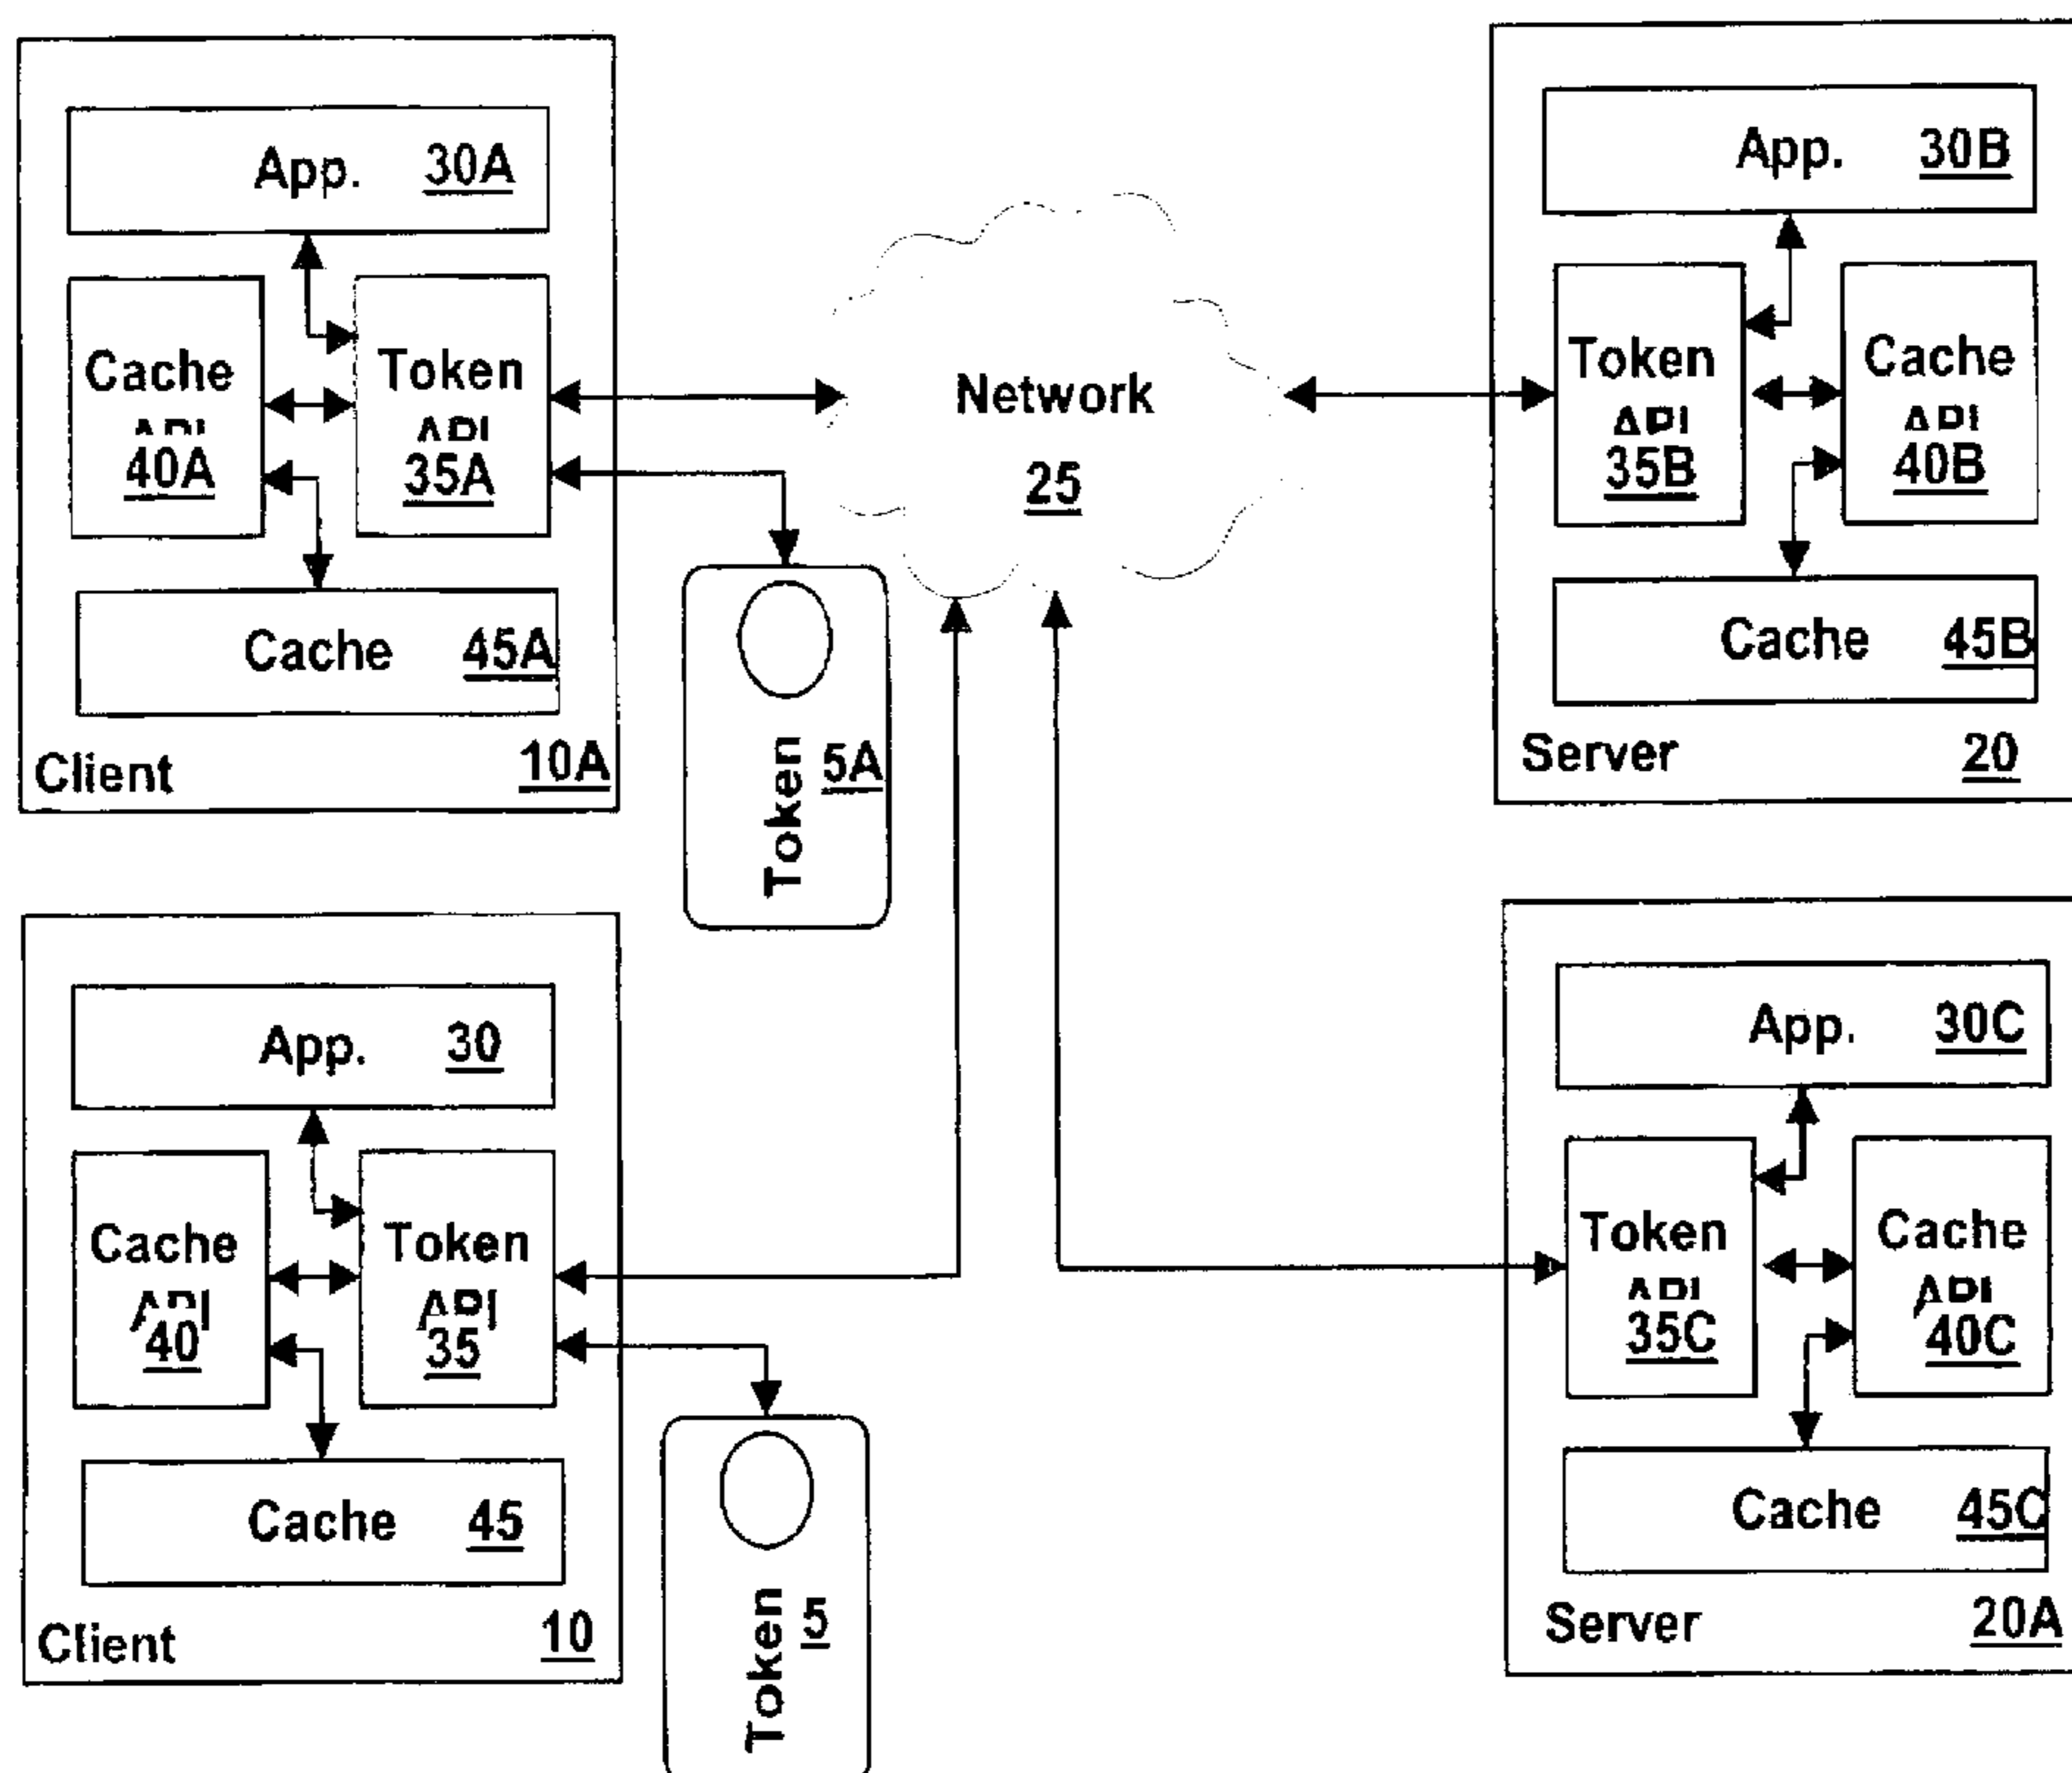 App. 30A
Cache
API
40A
Token
API
35A
Cache 45A
Client 10A
Token 5A
Network
25
App. 30B
Token
API
35B
Cache
API
40B
Cache 45B
Server 20
App. 30
Cache
API
40
Token
API
35
Cache 45
Client 10
Token 5
App. 30C
Token
API
35C
Cache
API
40C
Cache 45C
Server 20A